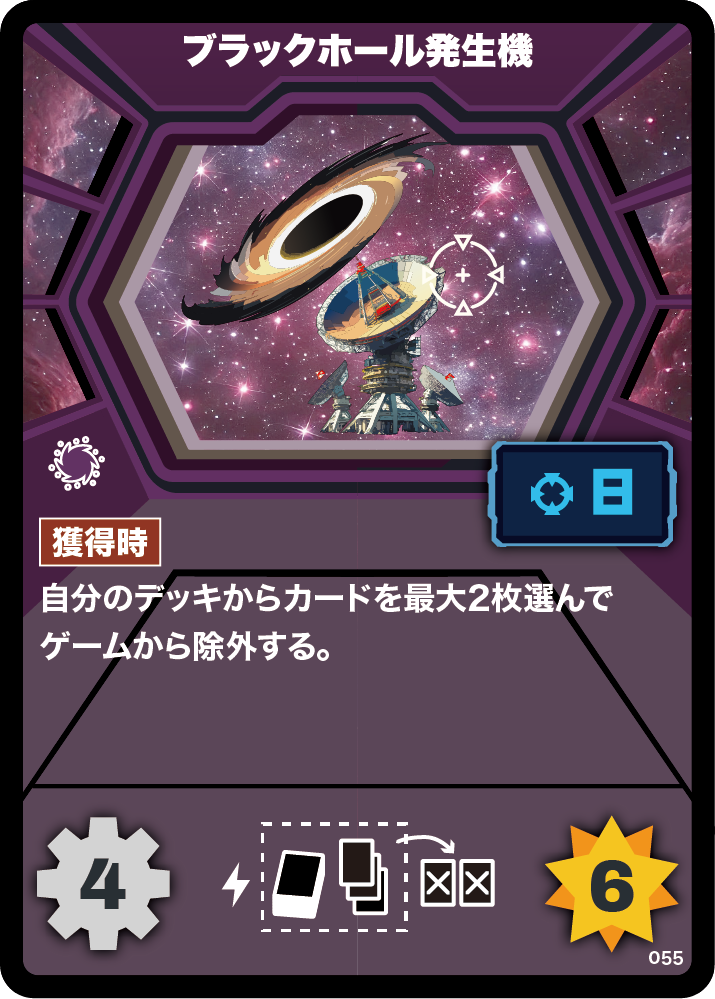 ブラックホール発生機
日
獲得時
自分のデッキからカードを最大2枚選んで
ゲームから除外する。
4
6
055